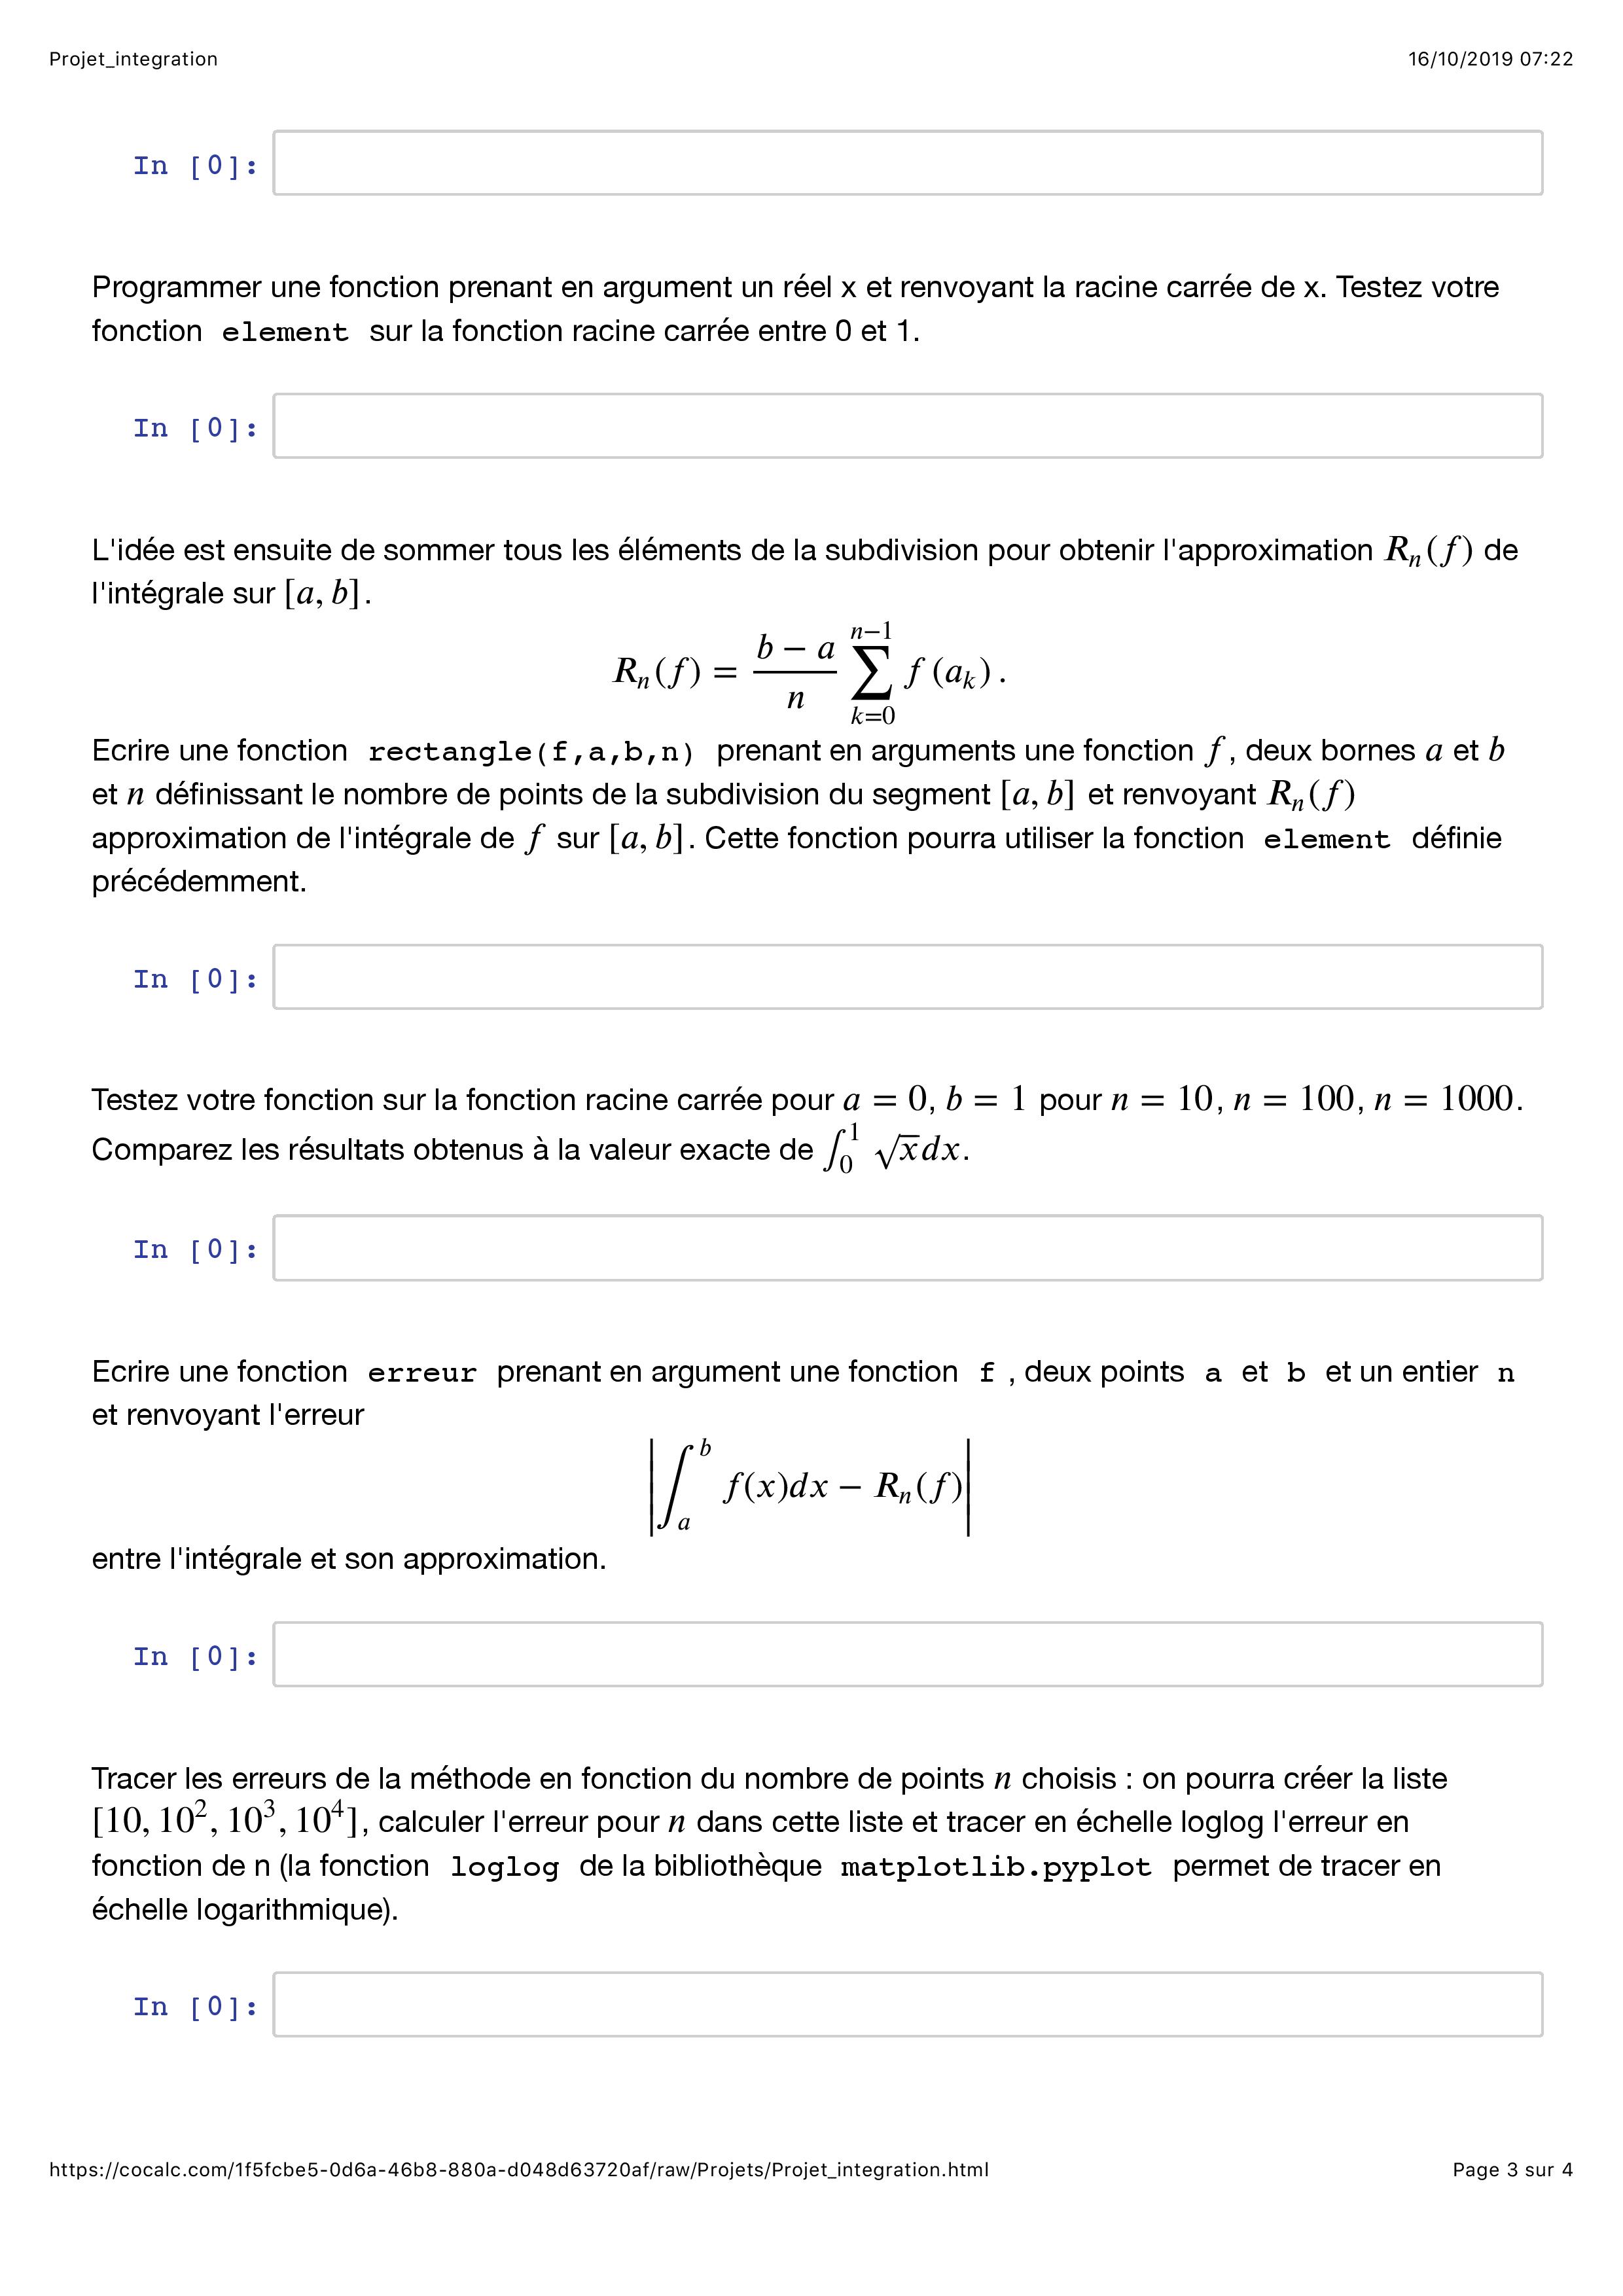 Projet_integration 16/10/2019 07:22
In [0]:
Programmer une fonction prenant en argument un réel x et renvoyant la racine carrée de x. Testez votre
fonction element sur la fonction racine carrée entre 0 et 1.
In [0]:
L'idée est ensuite de sommer tous les éléments de la subdivision pour obtenir l'approximation R_n(f) de
l'intégrale sur [a, b].
R_n(f) = \frac{b − a}{n} \sum_{k=0}^{n−1} f(a_k).
Ecrire une fonction rectangle(f,a,b,n) prenant en arguments une fonction f, deux bornes a et b
et n définissant le nombre de points de la subdivision du segment [a, b] et renvoyant R_n(f)
approximation de l'intégrale de f sur [a, b]. Cette fonction pourra utiliser la fonction element définie
précédemment.
In [0]:
Testez votre fonction sur la fonction racine carrée pour a = 0, b = 1 pour n = 10, n = 100, n = 1000.
Comparez les résultats obtenus à la valeur exacte de \int_0^1 \sqrt{x}dx.
In [0]:
Ecrire une fonction erreur prenant en argument une fonction f , deux points a et b et un entier n
et renvoyant l'erreur
\left| \int_a^b f(x)dx − R_n(f) \right|
entre l'intégrale et son approximation.
In [0]:
Tracer les erreurs de la méthode en fonction du nombre de points n choisis : on pourra créer la liste
[10, 10^2, 10^3, 10^4], calculer l'erreur pour n dans cette liste et tracer en échelle loglog l'erreur en
fonction de n (la fonction loglog de la bibliothèque matplotlib.pyplot permet de tracer en
échelle logarithmique).
In [0]:
https://cocalc.com/1f5fcbe5-0d6a-46b8-880a-d048d63720af/raw/Projets/Projet_integration.html Page 3 sur 4